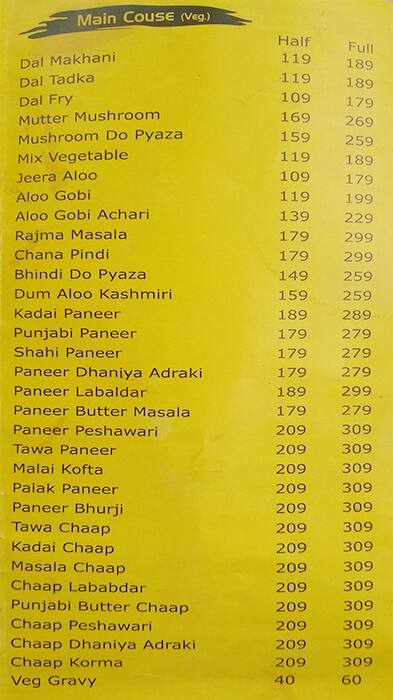 Main Couse (Veg.)
Half Full
Dal Makhani 119 189
Dal Tadka 119 189
Dal Fry 109 179
Mutter Mushroom 169 269
Mushroom Do Pyaza 159 259
Mix Vegetable 119 189
Jeera Aloo 109 179
Aloo Gobi 119 199
Aloo Gobi Achari 139 229
Rajma Masala 179 299
Chana Pindi 179 299
Bhindi Do Pyaza 149 259
Dum Aloo Kashmiri 159 259
Kadai Paneer 189 289
Punjabi Paneer 179 279
Shahi Paneer 179 279
Paneer Dhaniya Adraki 179 279
Paneer Labaldar 189 299
Paneer Butter Masala 179 279
Paneer Peshawari 209 309
Tawa Paneer 209 309
Malai Kofta 209 309
Palak Paneer 209 309
Paneer Bhurji 209 309
Tawa Chaap 209 309
Kadai Chaap 209 309
Masala Chaap 209 309
Chaap Lababdar 209 309
Punjabi Butter Chaap 209 309
Chaap Peshawari 209 309
Chaap Dhaniya Adraki 209 309
Chaap Korma 209 309
Veg Gravy 40 60